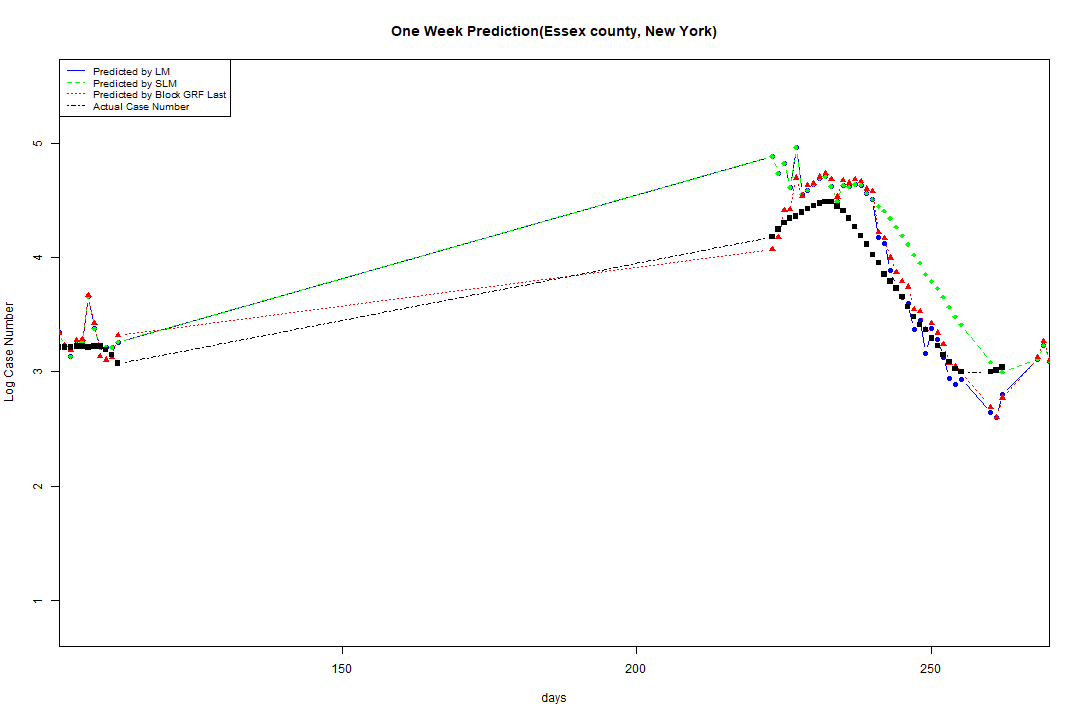 One Week Prediction(Essex county, New York)
Predicted by LM
Predicted by SLM
Predicted by Block GRF Last
Actual Case Number
5
4
3
2
1
Log Case Number
150
200
250
days